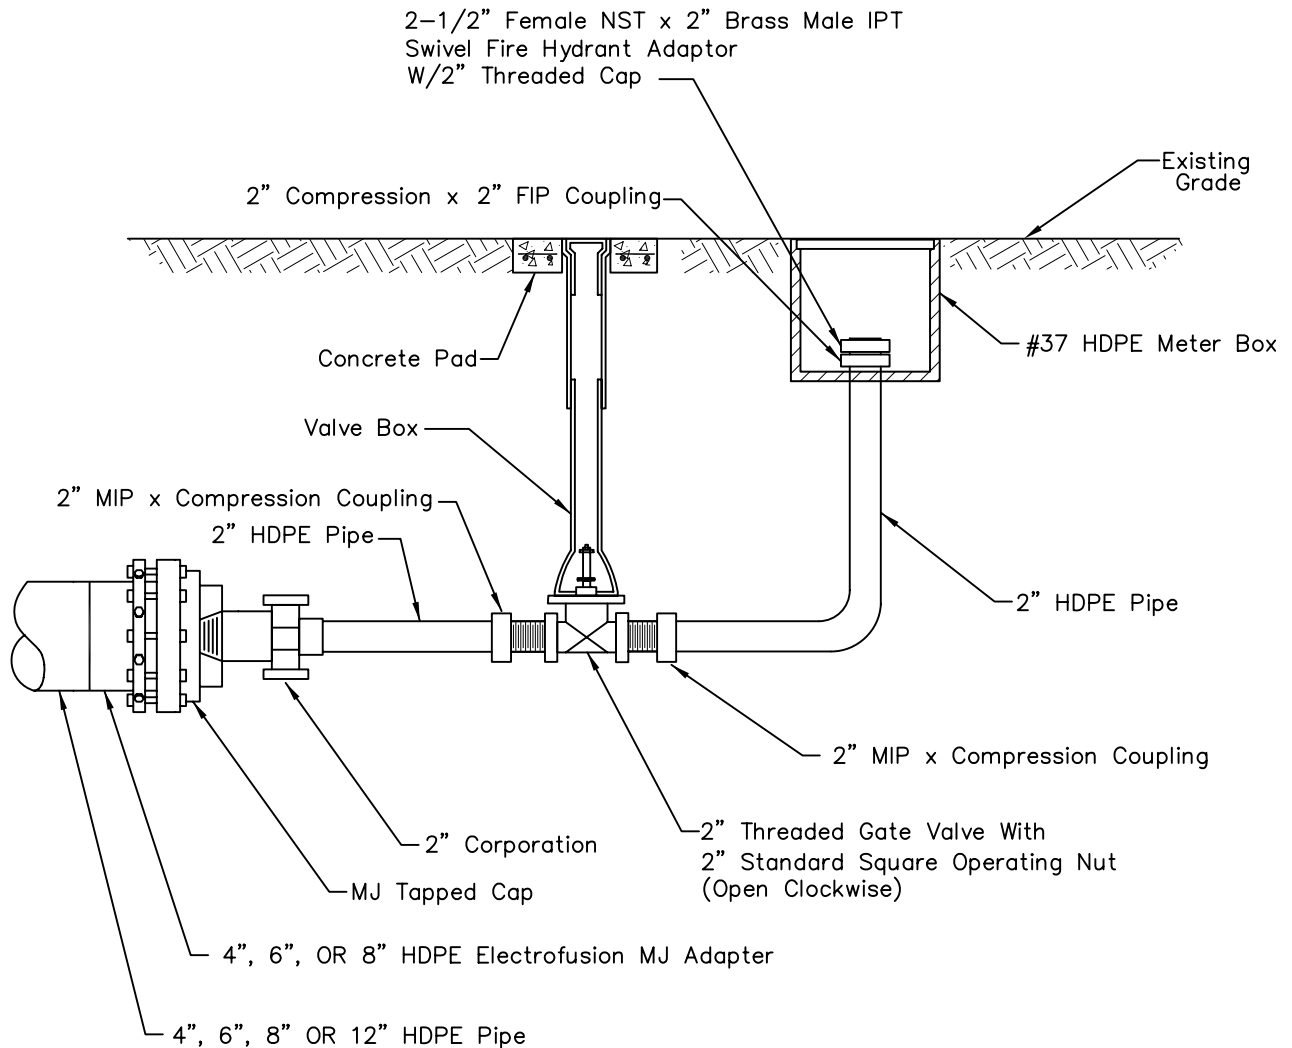 2-1/2” Female NST x 2” Brass Male IPT
Swivel Fire Hydrant Adaptor
W/2” Threaded Cap
Existing
Grade
2” Compression x 2” FIP Coupling
#37 HDPE Meter Box
Concrete Pad
Valve Box
2” MIP x Compression Coupling
2” HDPE Pipe
2” HDPE Pipe
2” MIP x Compression Coupling
2” Threaded Gate Valve With
2” Standard Square Operating Nut
(Open Clockwise)
2” Corporation
MJ Tapped Cap
4”, 6”, OR 8” HDPE Electrofusion MJ Adapter
4”, 6”, 8” OR 12” HDPE Pipe